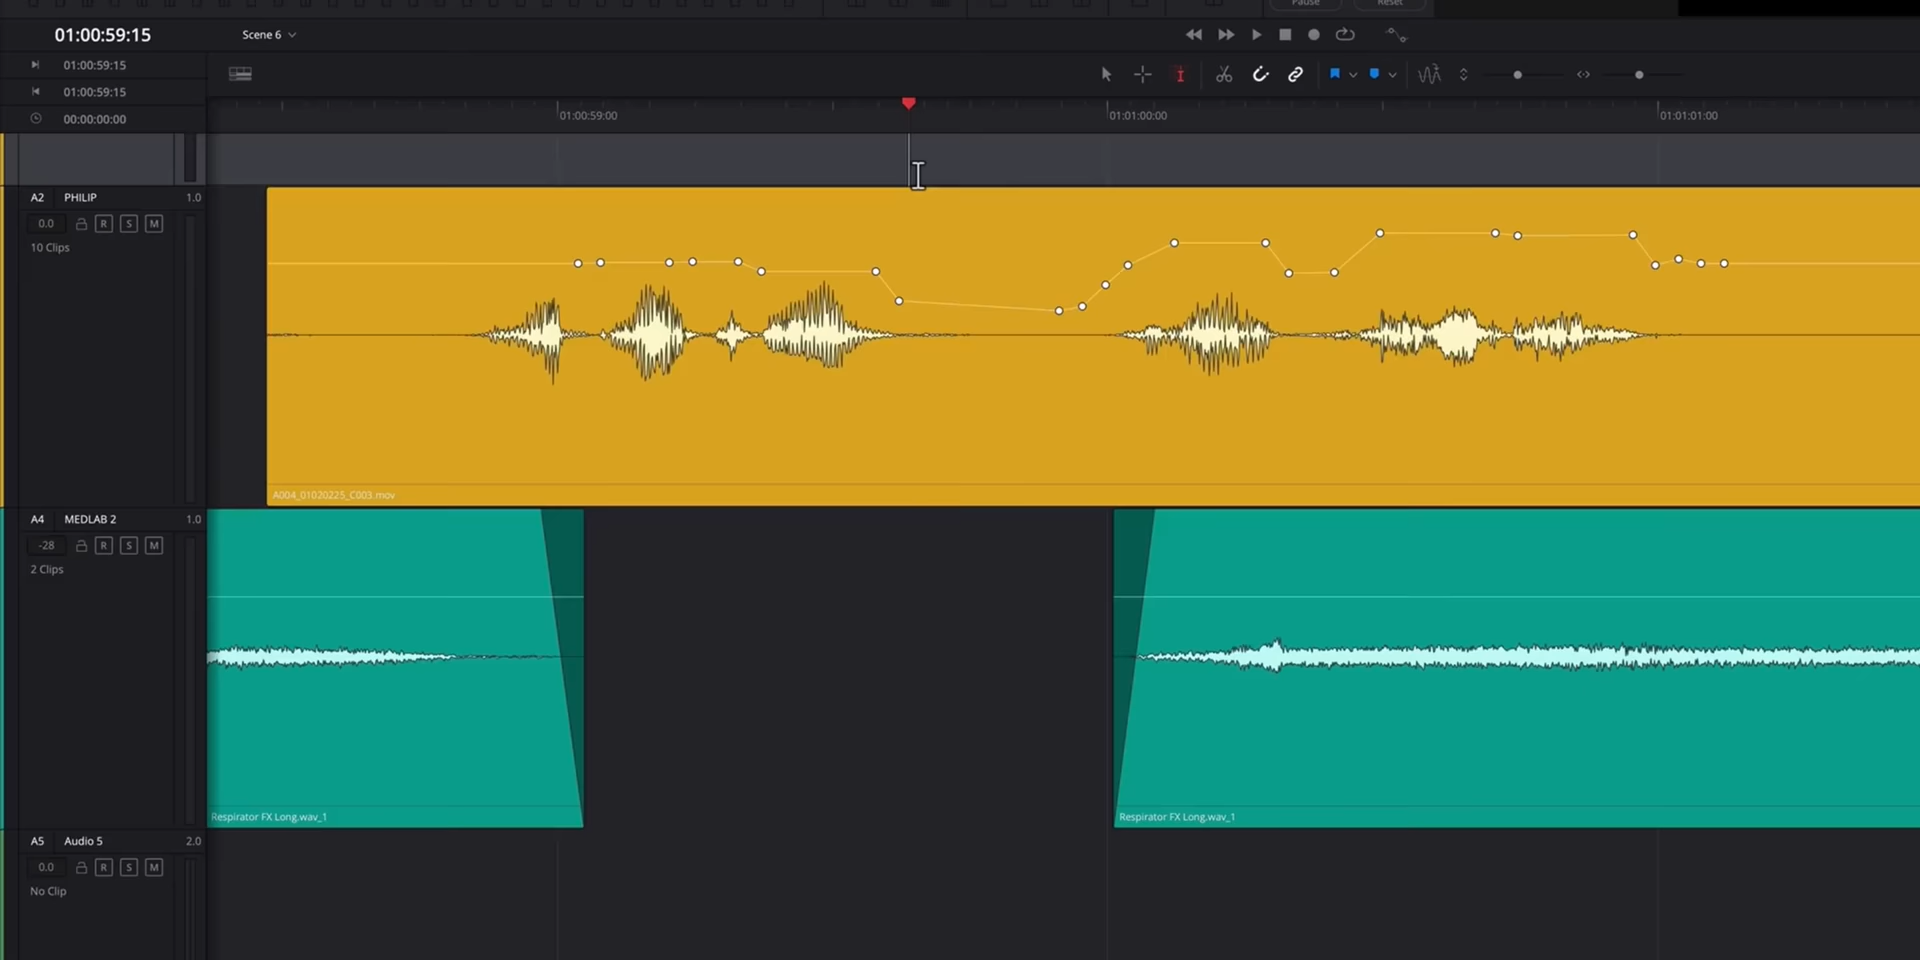 Pause Reset
01:00:59:15 Scene 6
01:00:59:15
01:00:59:15
00:00:00:00
01:00:59:00 01:01:00:00 01:01:01:00
A2 PHILIP 1.0
0.0 R S M
10 Clips
A004_01020225_C003.mov
A4 MEDLAB 2 1.0
-28 R S M
2 Clips
Respirator FX Long.wav_1 Respirator FX Long.wav_1
A5 Audio 5 2.0
0.0 R S M
No Clip